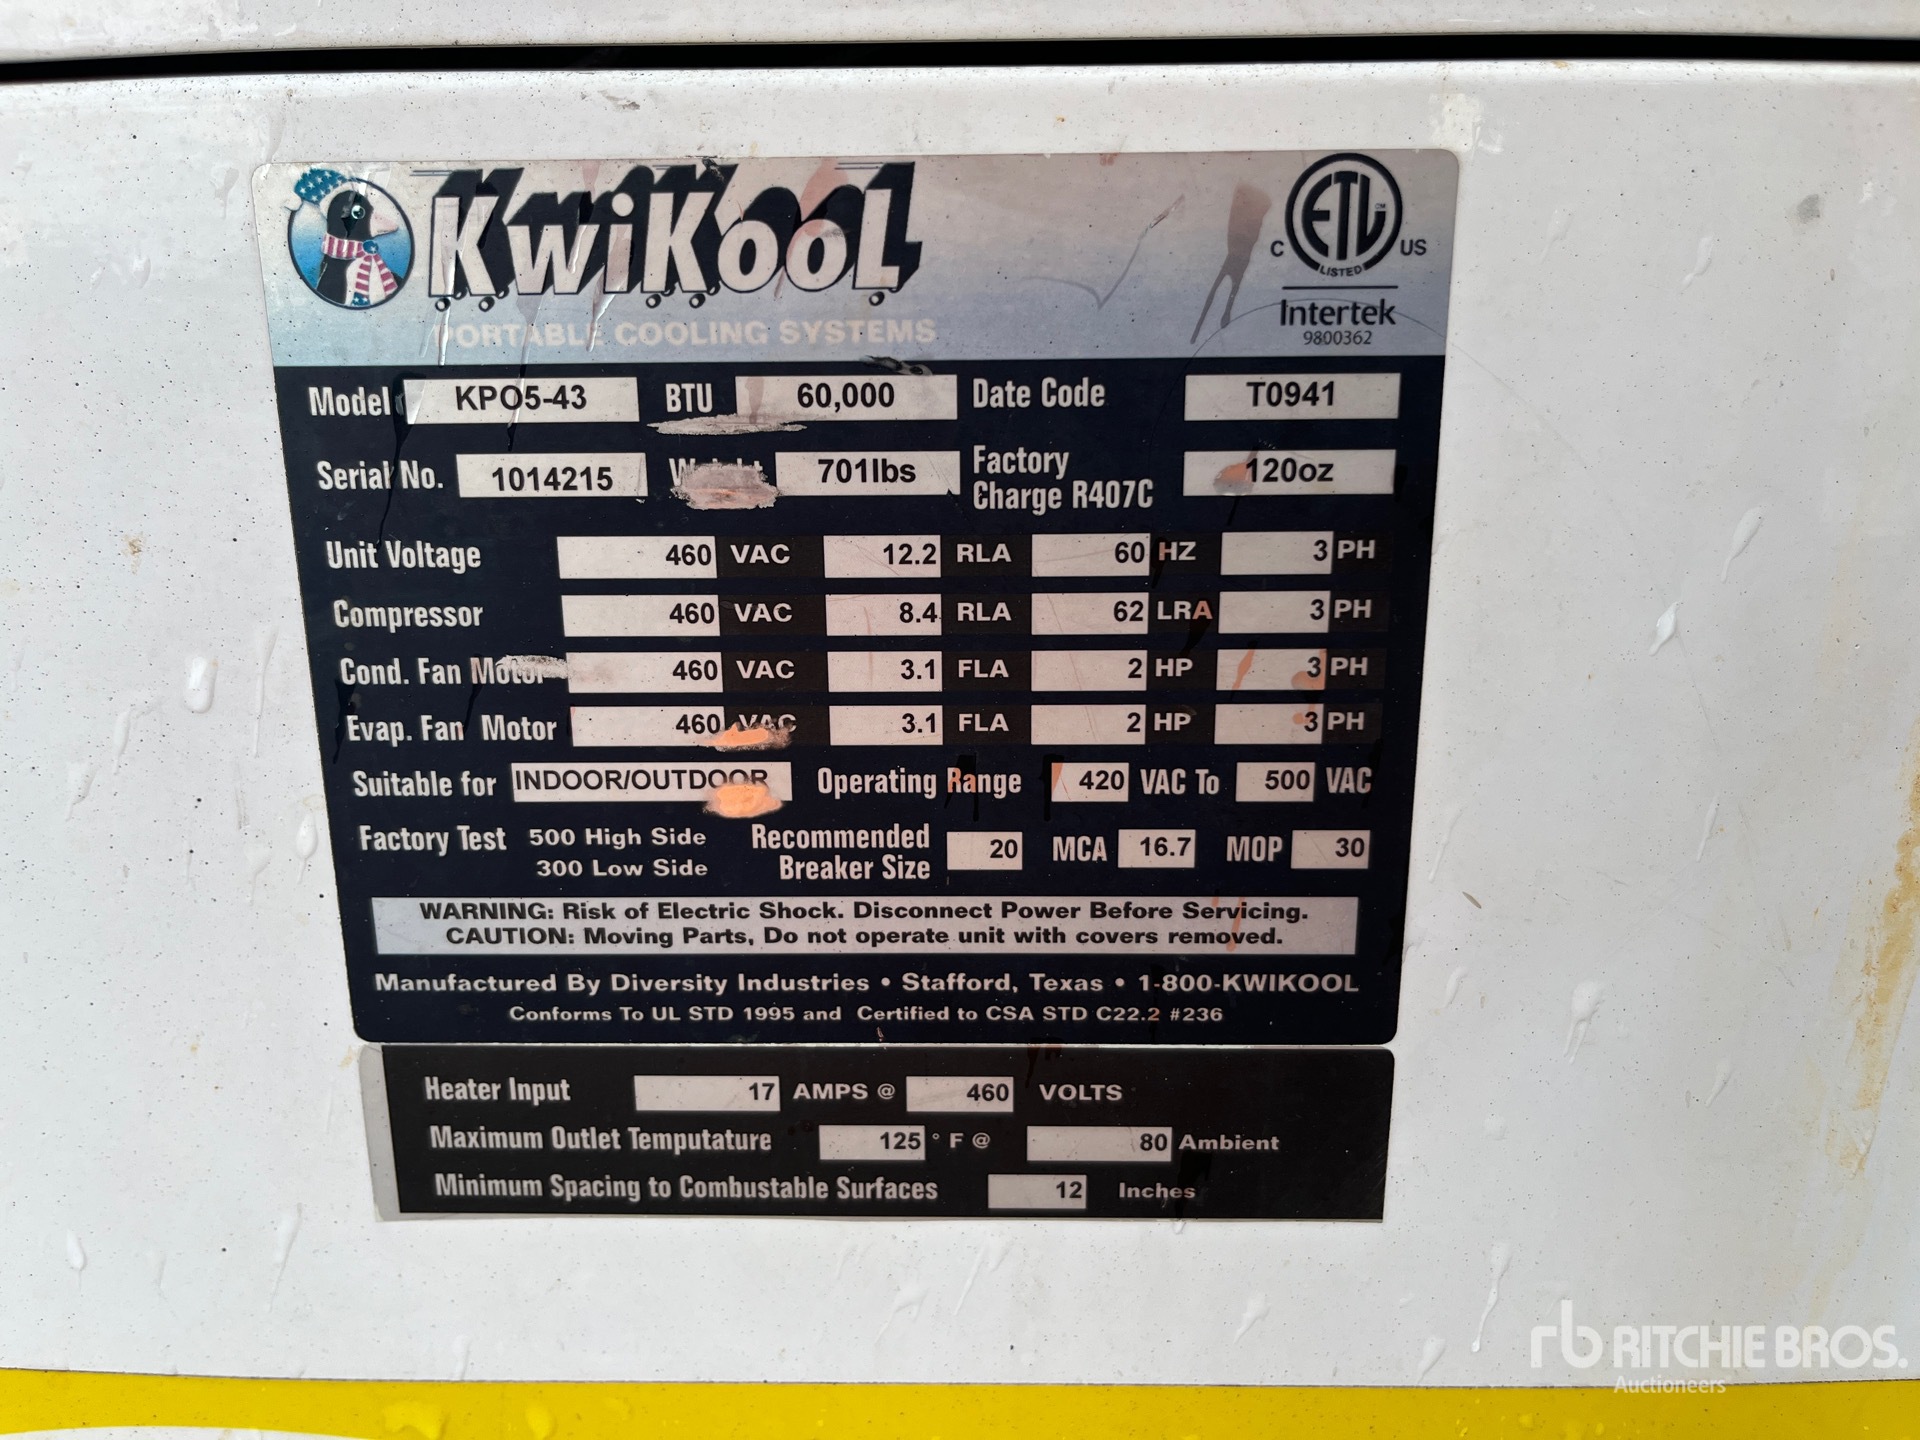 KwiKool
PORTABLE COOLING SYSTEMS
ETL CM
C LISTED US
Intertek
9800362
Model KPO5-43 BTU 60,000 Date Code T0941
Serial No. 1014215 Weight 701lbs Factory Charge R407C 120oz
Unit Voltage 460 VAC 12.2 RLA 60 HZ 3 PH
Compressor 460 VAC 8.4 RLA 62 LRA 3 PH
Cond. Fan Motor 460 VAC 3.1 FLA 2 HP 3 PH
Evap. Fan Motor 460 VAC 3.1 FLA 2 HP 3 PH
Suitable for INDOOR/OUTDOOR Operating Range 420 VAC To 500 VAC
Factory Test 500 High Side Recommended Breaker Size 20 MCA 16.7 MOP 30
300 Low Side
WARNING: Risk of Electric Shock. Disconnect Power Before Servicing.
CAUTION: Moving Parts, Do not operate unit with covers removed.
Manufactured By Diversity Industries • Stafford, Texas • 1-800-KWIKOOL
Conforms To UL STD 1995 and Certified to CSA STD C22.2 #236
Heater Input 17 AMPS @ 460 VOLTS
Maximum Outlet Temputature 125 ° F @ 80 Ambient
Minimum Spacing to Combustable Surfaces 12 Inches
rb RITCHIE BROS.
Auctioneers